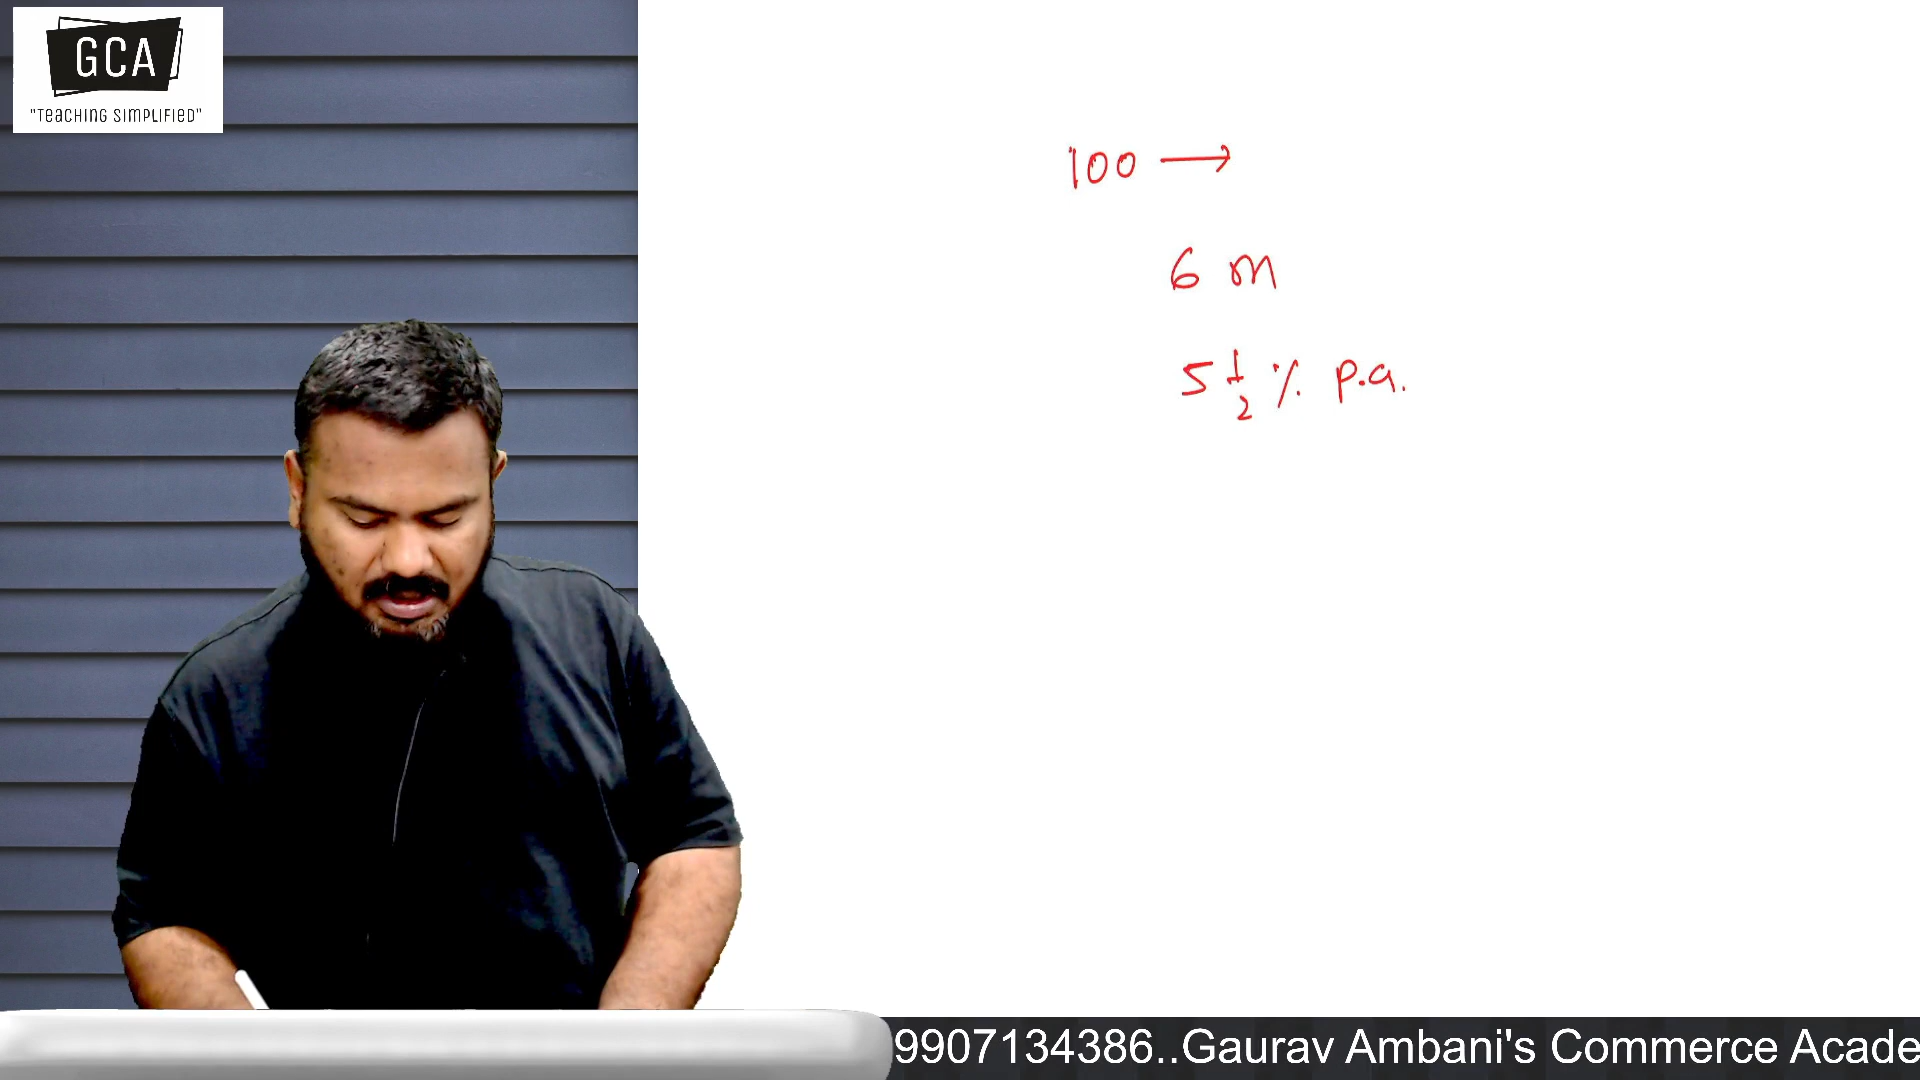 GCA
"Teaching Simplified"
100 →
6 m
5 1/2 % p.a.
9907134386..Gaurav Ambani's Commerce Acade